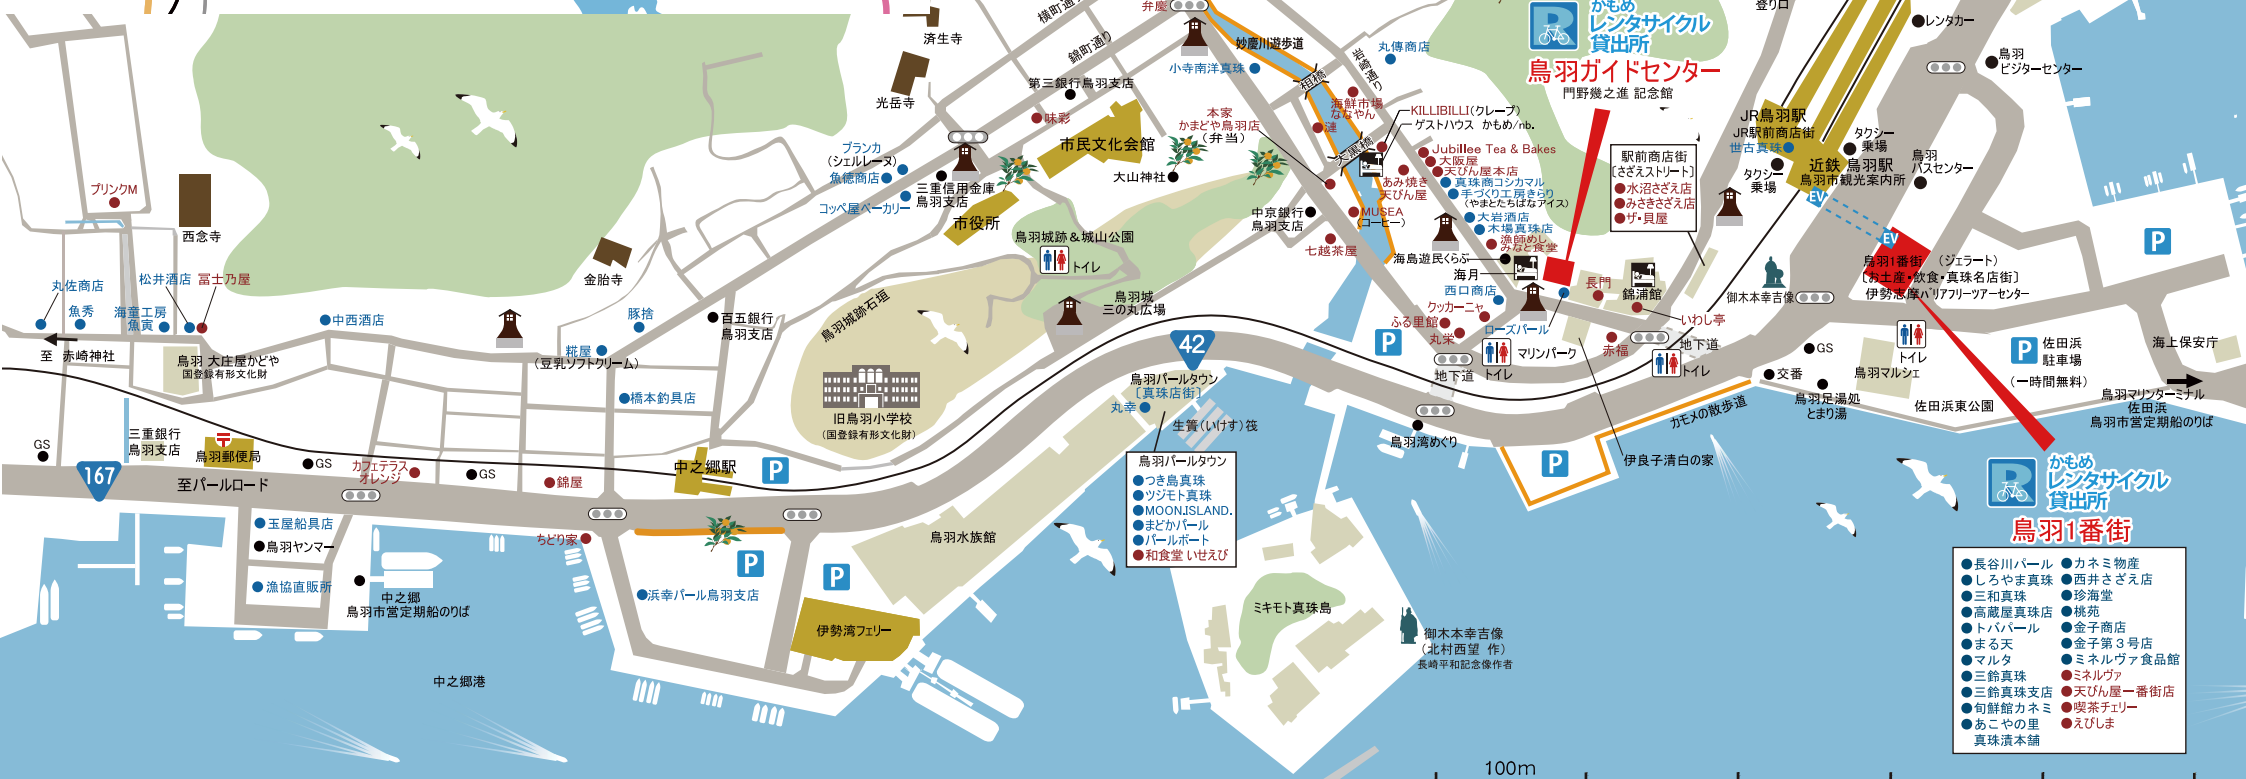 弁慶
横町通り
錦町通り
済生寺
光岳寺
第三銀行鳥羽支店
味彩
市民文化会館
妙慶川遊歩道
小寺南洋真珠
岩崎通り
丸傳商店
相橋
本家
かまどや鳥羽店
(弁当)
海鮮市場
ななやん
漣
大黒橋
KILLIBILLI(クレープ)
ゲストハウス かもめ/nb.
Jubillee Tea & Bakes
大阪屋
天びん屋本店
真珠商コシカマル
手づくり工房きらり
(やまとたちばなアイス)
大岩酒店
木場真珠店
漁師めし
みなと食堂
あみ焼き
天びん屋
MUSEA
(コーヒー)
かもめ
レンタサイクル
貸出所
鳥羽ガイドセンター
門野幾之進 記念館
登り口
レンタカー
鳥羽
ビジターセンター
JR鳥羽駅
JR駅前商店街
世古真珠
タクシー
乗場
タクシー
乗場
近鉄 鳥羽駅
鳥羽市観光案内所
鳥羽
バスセンター
駅前商店街
[さざえストリート]
水沼さざえ店
みさきさざえ店
ザ・貝屋
EV
EV
鳥羽1番街 (ジェラート)
[お土産・飲食・真珠名店街]
伊勢志摩バリアフリーツアーセンター
御木本幸吉像
P
ブリンクM
西念寺
ブランカ
(シェルレーヌ)
魚徳商店
コッペ屋ベーカリー
三重信用金庫
鳥羽支店
市役所
大山神社
中京銀行
鳥羽支店
七越茶屋
鳥羽城跡&城山公園
トイレ
金胎寺
丸佐商店
魚秀
海童工房
魚寅
松井酒店
冨士乃屋
中西酒店
豚捨
糀屋
(豆乳ソフトクリーム)
百五銀行
鳥羽支店
鳥羽城跡石垣
鳥羽城
三の丸広場
海島遊民くらぶ
海月
西口商店
クッカーニャ
ふる里館
丸栄
ローズパール
長門
錦浦館
いわし亭
赤福
地下道
トイレ
マリンパーク
トイレ
地下道
P
至 赤崎神社
鳥羽 大庄屋かどや
国登録有形文化財
橋本釣具店
旧鳥羽小学校
(国登録有形文化財)
42
鳥羽パールタウン
[真珠店街]
丸幸
生簀(いけす)筏
鳥羽湾めぐり
カモメの散歩道
伊良子清白の家
GS
交番
鳥羽足湯処
とまり湯
鳥羽マルシェ
トイレ
P
佐田浜
駐車場
(一時間無料)
海上保安庁
佐田浜東公園
鳥羽マリンターミナル
佐田浜
鳥羽市営定期船のりば
GS
三重銀行
鳥羽支店
鳥羽郵便局
GS
カフェテラス
オレンジ
GS
錦屋
中之郷駅
P
167
至パールロード
玉屋船具店
鳥羽ヤンマー
漁協直販所
中之郷
鳥羽市営定期船のりば
中之郷港
ちどり家
P
P
浜幸パール鳥羽支店
伊勢湾フェリー
鳥羽水族館
鳥羽パールタウン
つき島真珠
ツジモト真珠
MOON.ISLAND.
まどかパール
パールボート
和食堂 いせえび
P
ミキモト真珠島
御木本幸吉像
(北村西望 作)
長崎平和記念像作者
かもめ
レンタサイクル
貸出所
鳥羽1番街
長谷川パール
しろやま真珠
三和真珠
高蔵屋真珠店
トバパール
まる天
マルタ
三鈴真珠
三鈴真珠支店
旬鮮館カネミ
あこやの里
真珠漬本舗
カネミ物産
西井さざえ店
珍海堂
桃苑
金子商店
金子第3号店
ミネルヴァ食品館
ミネルヴァ
天びん屋一番街店
喫茶チェリー
えびしま
100m